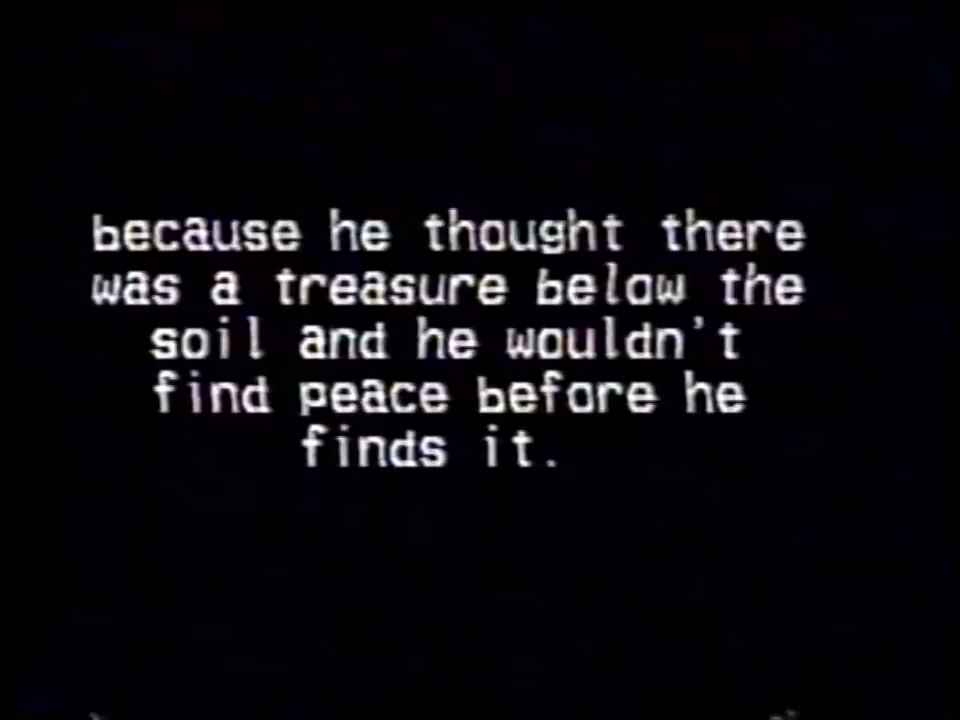 because he thought there
was a treasure below the
soil and he wouldn't
find peace before he
finds it.